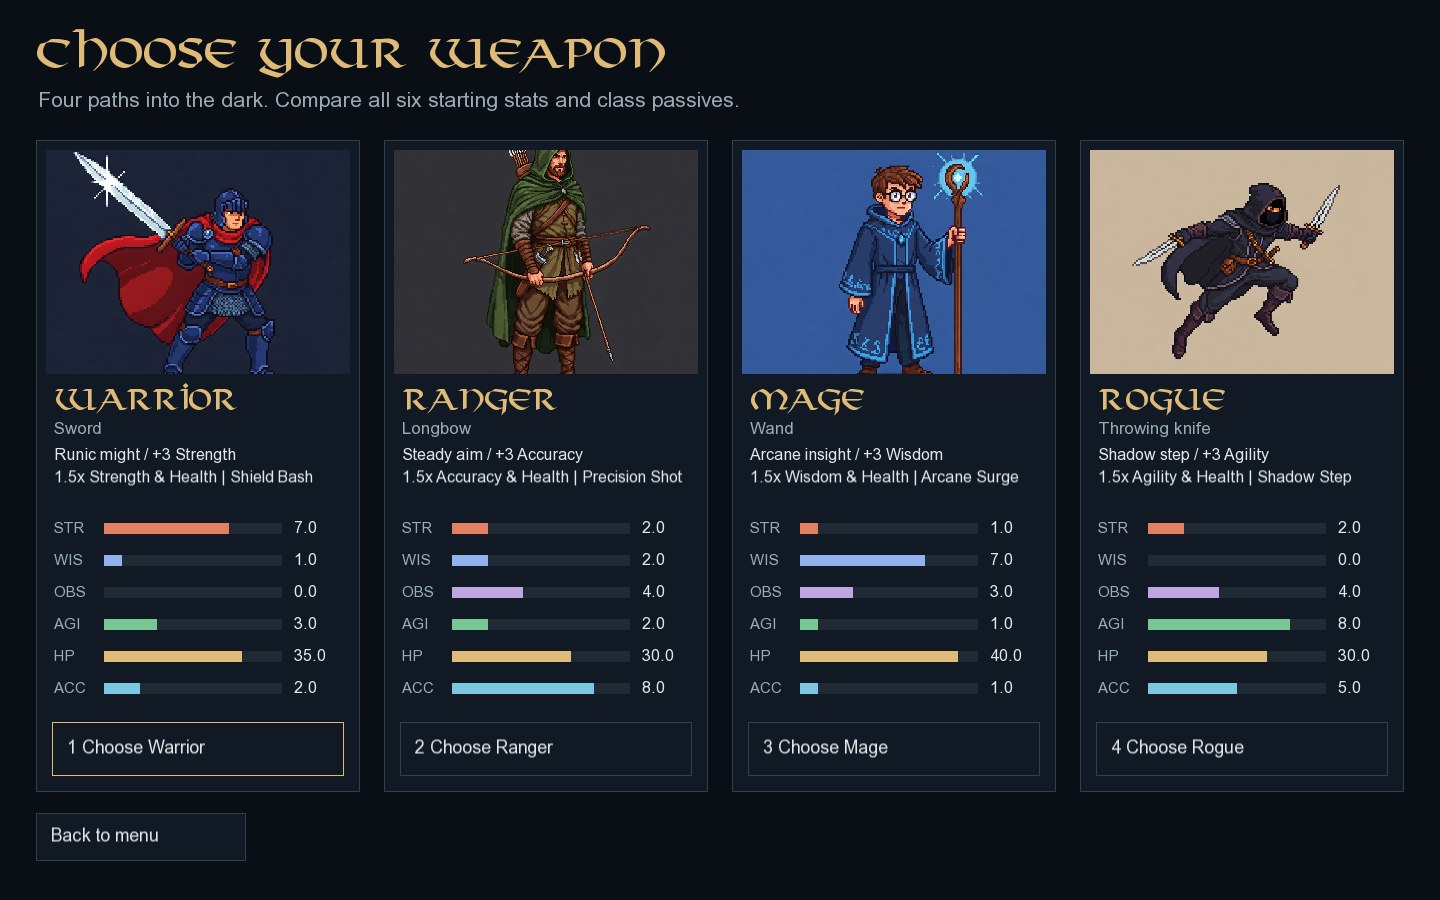 Choose your weapon
Four paths into the dark. Compare all six starting stats and class passives.
Warrior
Sword
Runic might / +3 Strength
1.5x Strength & Health | Shield Bash
STR 7.0
WIS 1.0
OBS 0.0
AGI 3.0
HP 35.0
ACC 2.0
1 Choose Warrior
Ranger
Longbow
Steady aim / +3 Accuracy
1.5x Accuracy & Health | Precision Shot
STR 2.0
WIS 2.0
OBS 4.0
AGI 2.0
HP 30.0
ACC 8.0
2 Choose Ranger
Mage
Wand
Arcane insight / +3 Wisdom
1.5x Wisdom & Health | Arcane Surge
STR 1.0
WIS 7.0
OBS 3.0
AGI 1.0
HP 40.0
ACC 1.0
3 Choose Mage
Rogue
Throwing knife
Shadow step / +3 Agility
1.5x Agility & Health | Shadow Step
STR 2.0
WIS 0.0
OBS 4.0
AGI 8.0
HP 30.0
ACC 5.0
4 Choose Rogue
Back to menu